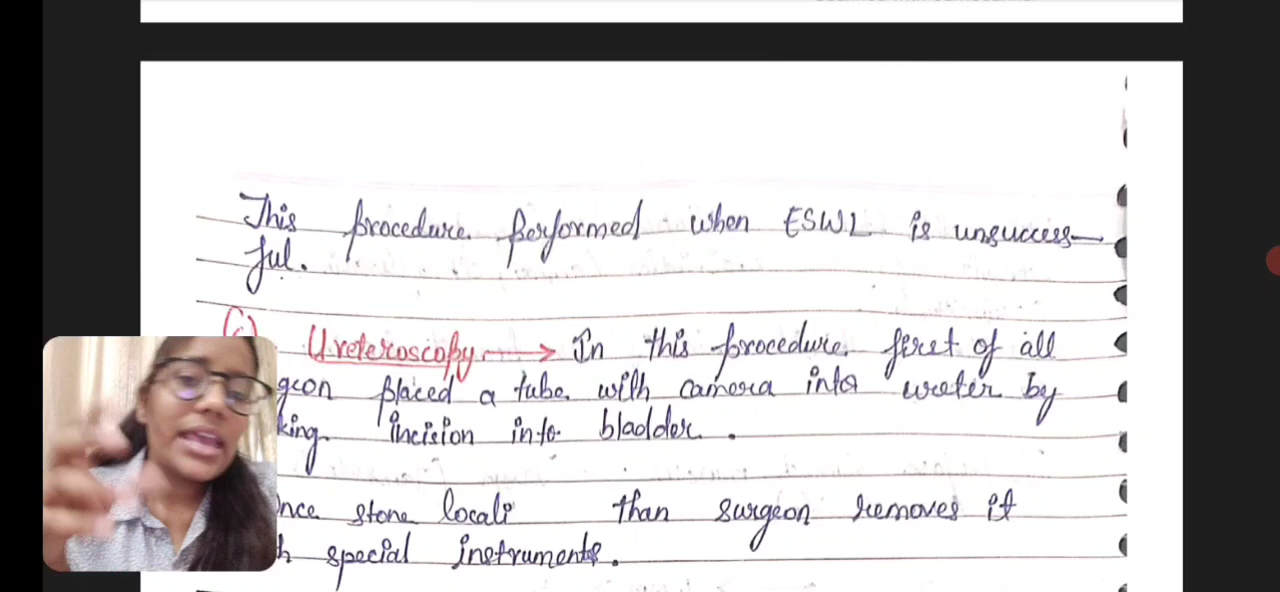 This procedure performed when ESWL is unsuccess-
ful.
(c) Ureteroscopy → In this procedure first of all
geon placed a tube with camera into ureter by
king incision into bladder.
nce stone locali than surgeon removes it
h special instruments.